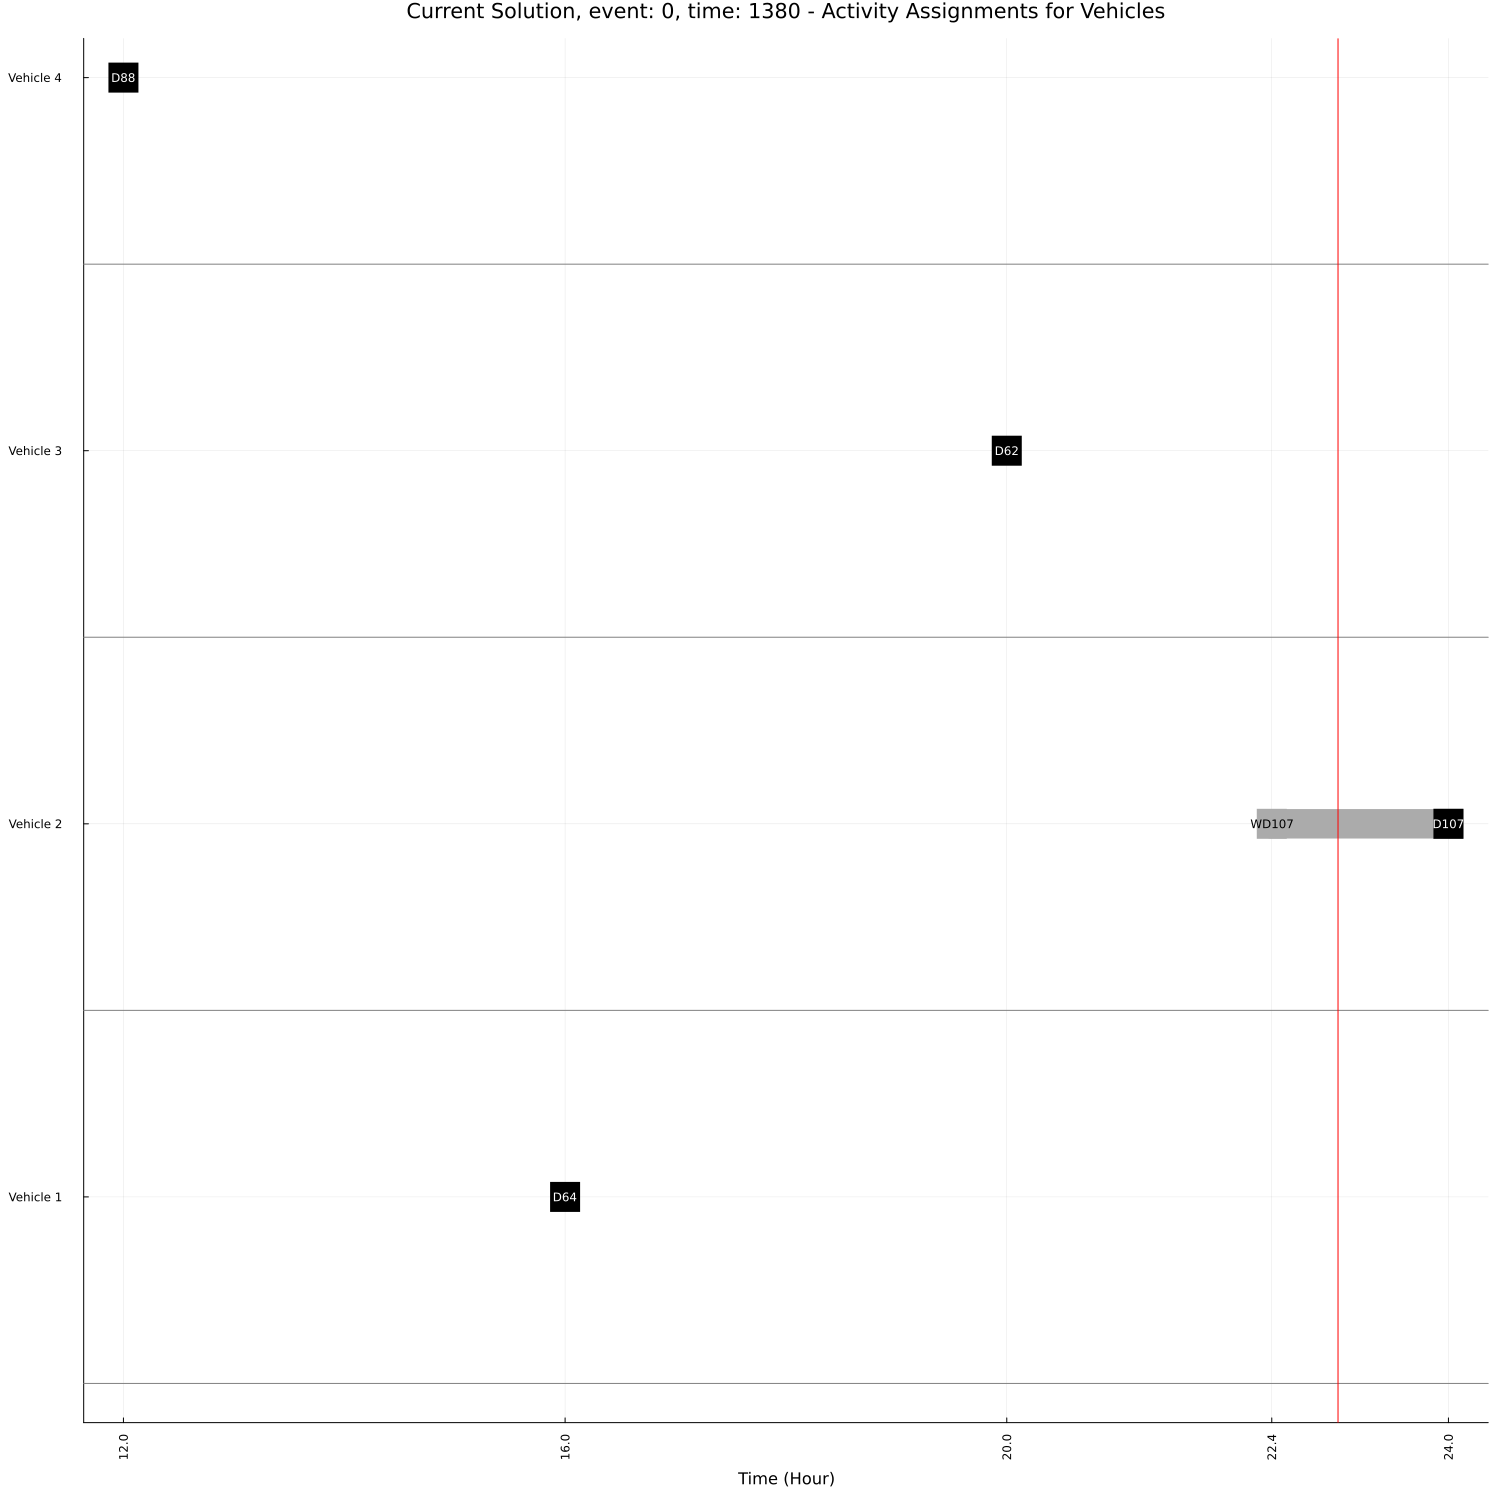 Current Solution, event: 0, time: 1380 - Activity Assignments for Vehicles
Vehicle 4
D88
Vehicle 3
D62
Vehicle 2
WD107
D107
Vehicle 1
D64
12.0
16.0
20.0
22.4
24.0
Time (Hour)